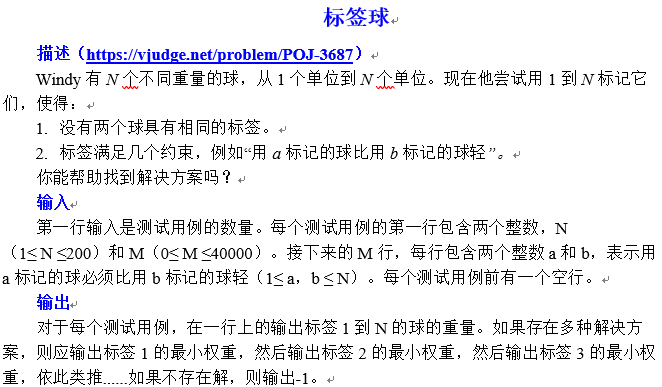 标签球
描述（https://vjudge.net/problem/POJ-3687）
Windy 有 N 个不同重量的球，从 1 个单位到 N 个单位。现在他尝试用 1 到 N 标记它
们，使得：
1. 没有两个球具有相同的标签。
2. 标签满足几个约束，例如“用 a 标记的球比用 b 标记的球轻”。
你能帮助找到解决方案吗？
输入
第一行输入是测试用例的数量。每个测试用例的第一行包含两个整数，N
（1≤ N ≤200）和 M（0≤ M ≤40000）。接下来的 M 行，每行包含两个整数 a 和 b，表示用
a 标记的球必须比用 b 标记的球轻（1≤ a，b ≤ N）。每个测试用例前有一个空行。
输出
对于每个测试用例，在一行上的输出标签 1 到 N 的球的重量。如果存在多种解决方
案，则应输出标签 1 的最小权重，然后输出标签 2 的最小权重，然后输出标签 3 的最小权
重，依此类推......如果不存在解，则输出-1。